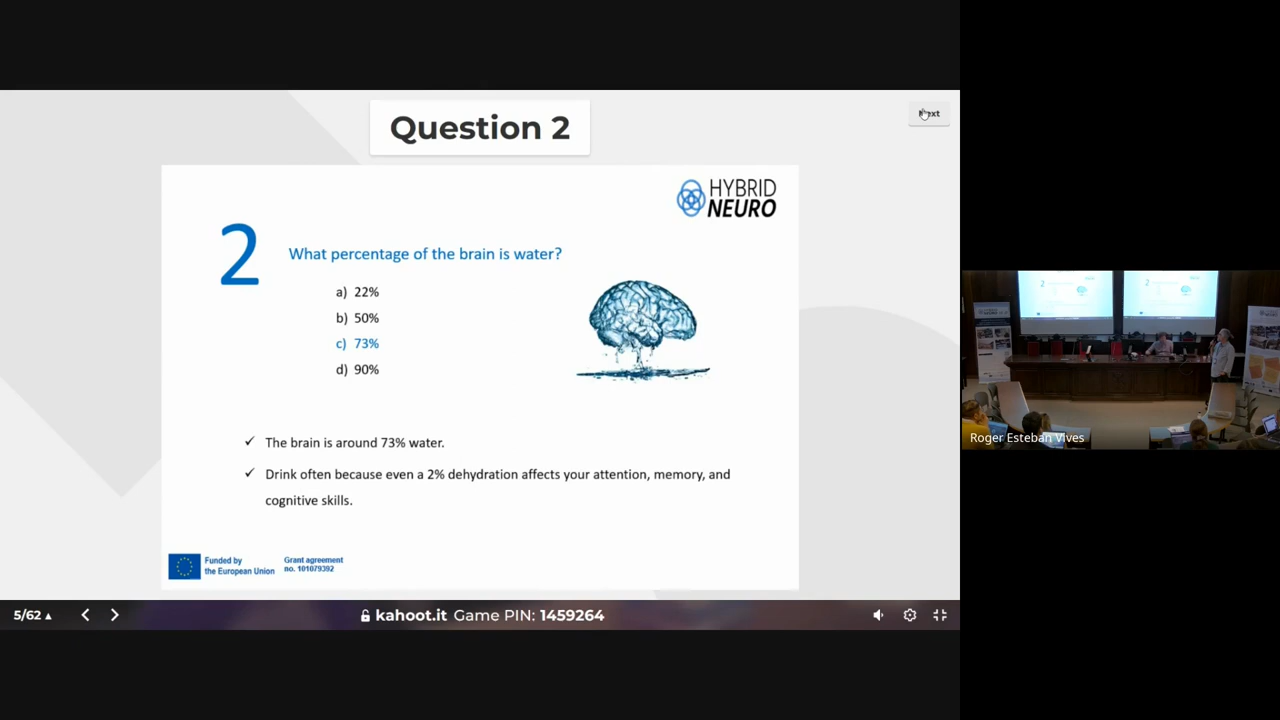 Question 2
Next
HYBRID
NEURO
2
What percentage of the brain is water?
a) 22%
b) 50%
c) 73%
d) 90%
✓ The brain is around 73% water.
✓ Drink often because even a 2% dehydration affects your attention, memory, and
cognitive skills.
Funded by
the European Union
Grant agreement
no. 101079392
5/62
kahoot.it Game PIN: 1459264
Roger Esteban Vives